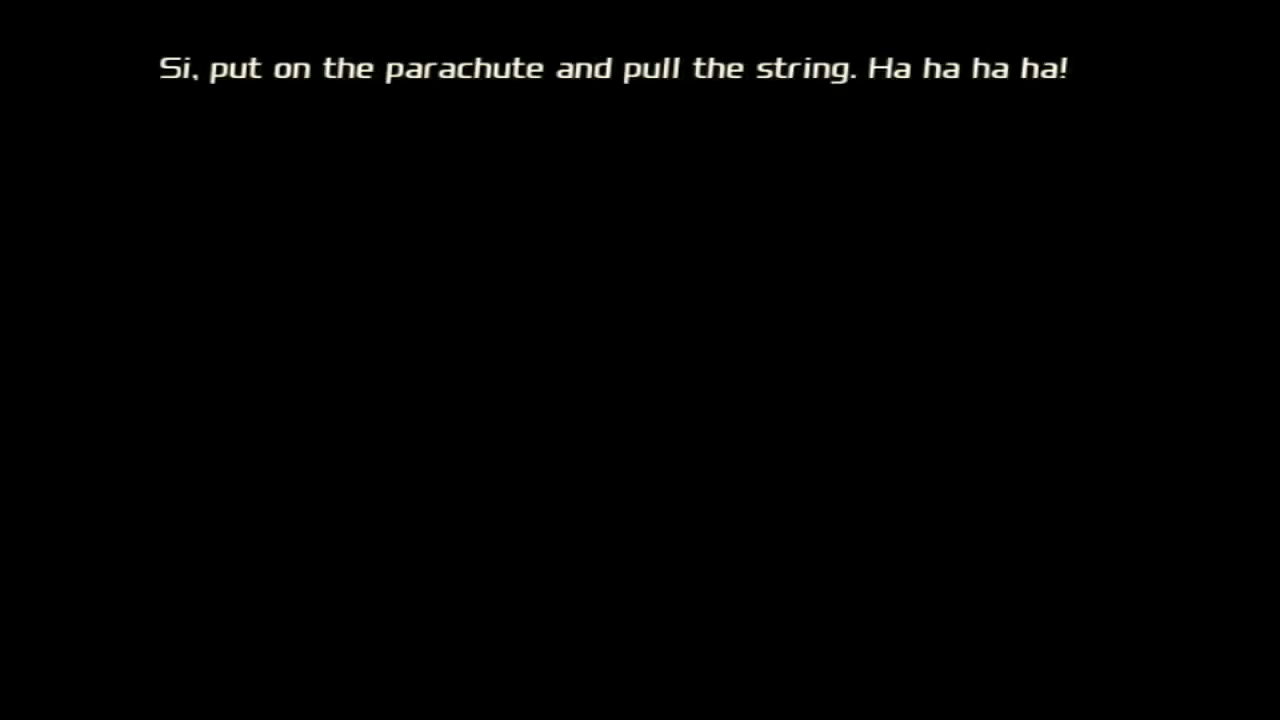 Si, put on the parachute and pull the string. Ha ha ha ha!